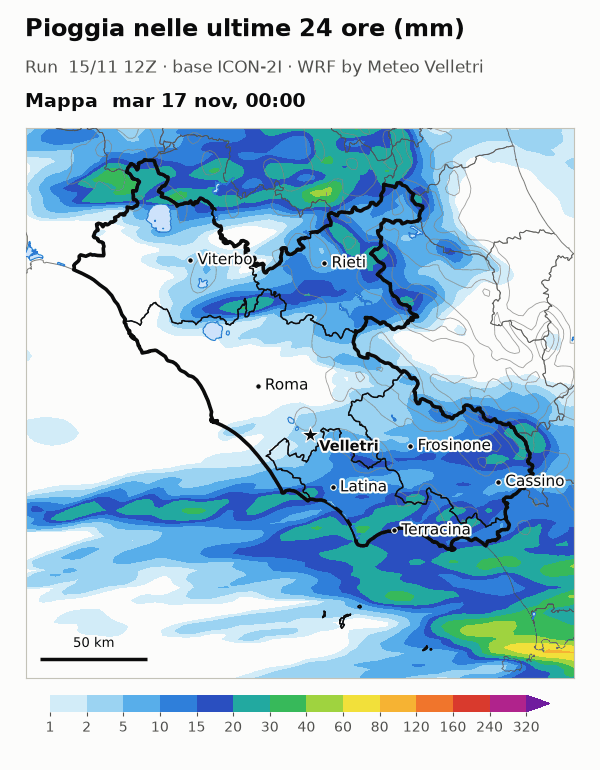 Pioggia nelle ultime 24 ore (mm)
Run 15/11 12Z · base ICON-2I · WRF by Meteo Velletri
Mappa mar 17 nov, 00:00
Viterbo
Rieti
Roma
Velletri
Frosinone
Latina
Cassino
Terracina
50 km
1 2 5 10 15 20 30 40 60 80 120 160 240 320